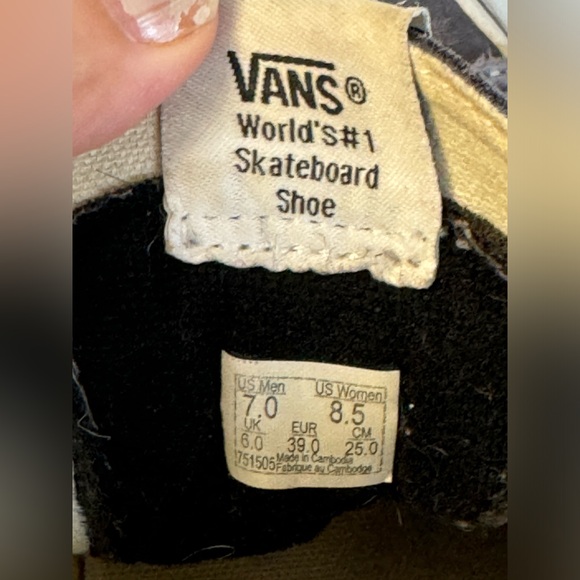 VANS®
World's#1
Skateboard
Shoe
US Men US Women
7.0 8.5
UK EUR CM
6.0 39.0 25.0
751505 Made in Cambodia
Fabriqué au Cambodge